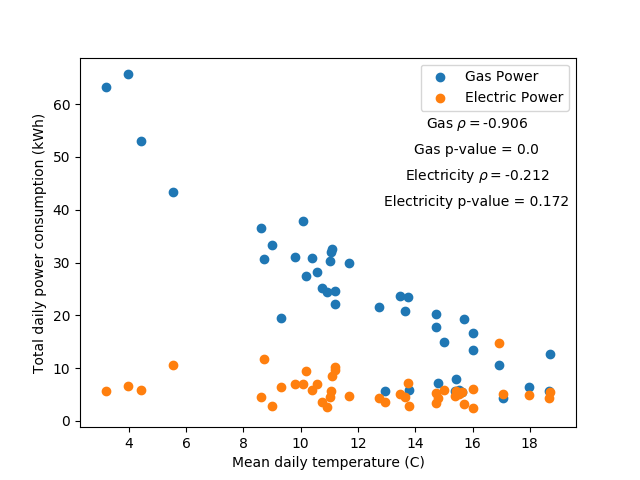 Gas Power
Electric Power
Gas ρ = -0.906
Gas p-value = 0.0
Electricity ρ = -0.212
Electricity p-value = 0.172
Total daily power consumption (kWh)
60
50
40
30
20
10
0
4 6 8 10 12 14 16 18
Mean daily temperature (C)